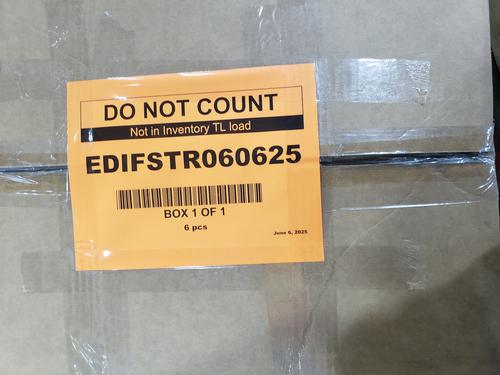 DO NOT COUNT
Not in Inventory TL load
EDIFSTR060625
BOX 1 OF 1
6 pcs
June 6, 2025